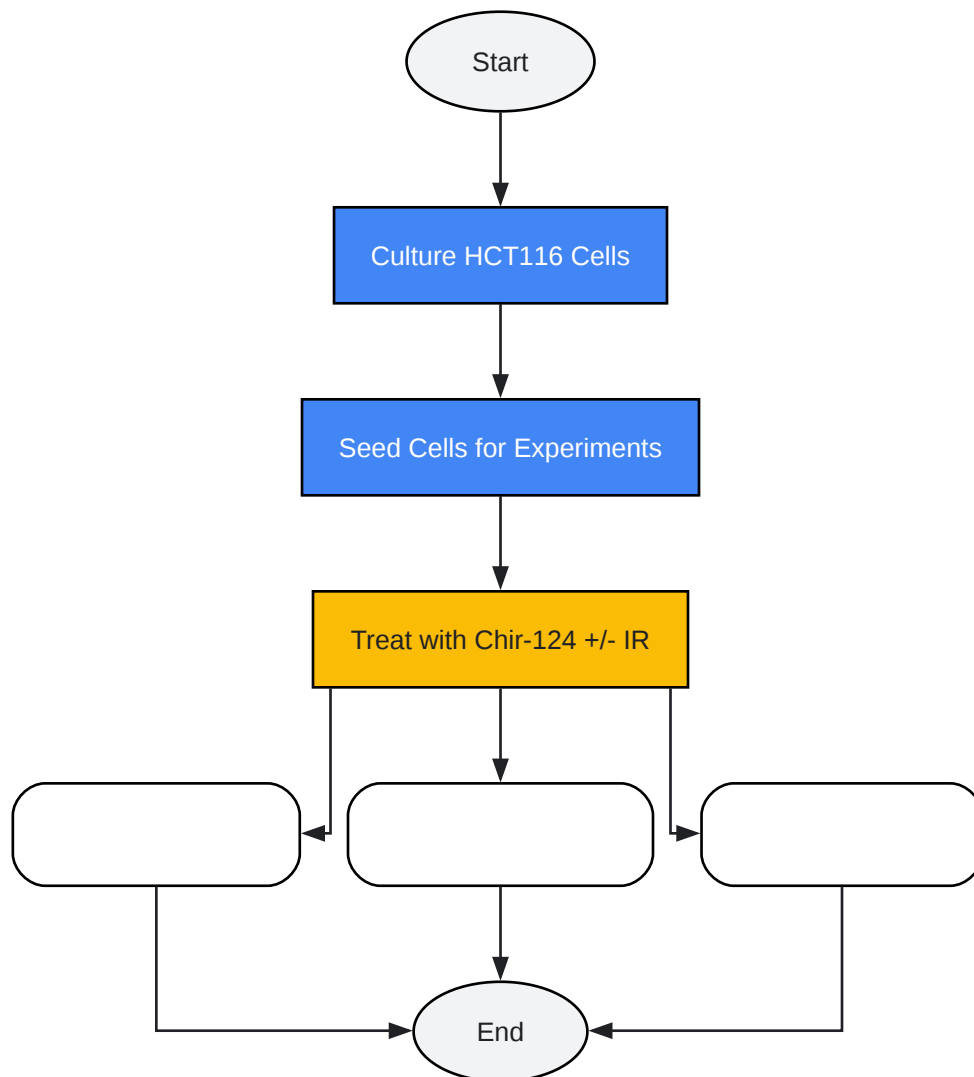 Start
Culture HCT116 Cells
Seed Cells for Experiments
Treat with Chir-124 +/- IR
End